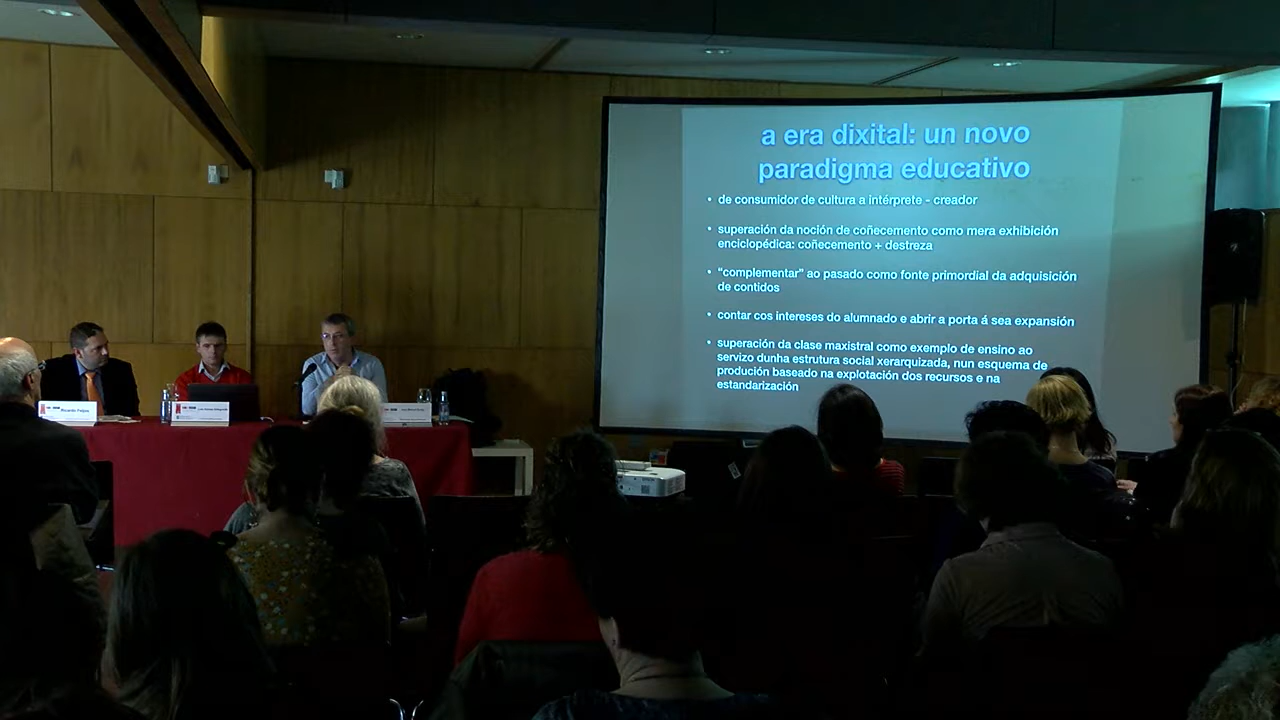 a era dixital: un novo
paradigma educativo
• de consumidor de cultura a intérprete - creador
• superación da noción de coñecemento como mera exhibición
enciclopédica: coñecemento + destreza
• "complementar" ao pasado como fonte primordial da adquisición
de contidos
• contar cos intereses do alumnado e abrir a porta á sea expansión
• superación da clase maxistral como exemplo de ensino ao
servizo dunha estrutura social xerarquizada, nun esquema de
produción baseado na explotación dos recursos e na
estandarización
Ricardo Feijoo